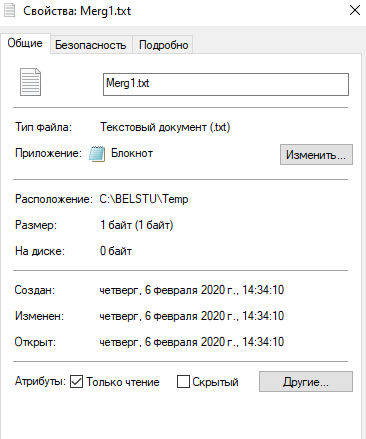 Свойства: Merg1.txt
Общие Безопасность Подробно
Merg1.txt
Тип файла: Текстовый документ (.txt)
Приложение: Блокнот Изменить...
Расположение: C:\BELSTU\Temp
Размер: 1 байт (1 байт)
На диске: 0 байт
Создан: четверг, 6 февраля 2020 г., 14:34:10
Изменен: четверг, 6 февраля 2020 г., 14:34:10
Открыт: четверг, 6 февраля 2020 г., 14:34:10
Атрибуты: Только чтение Скрытый Другие...